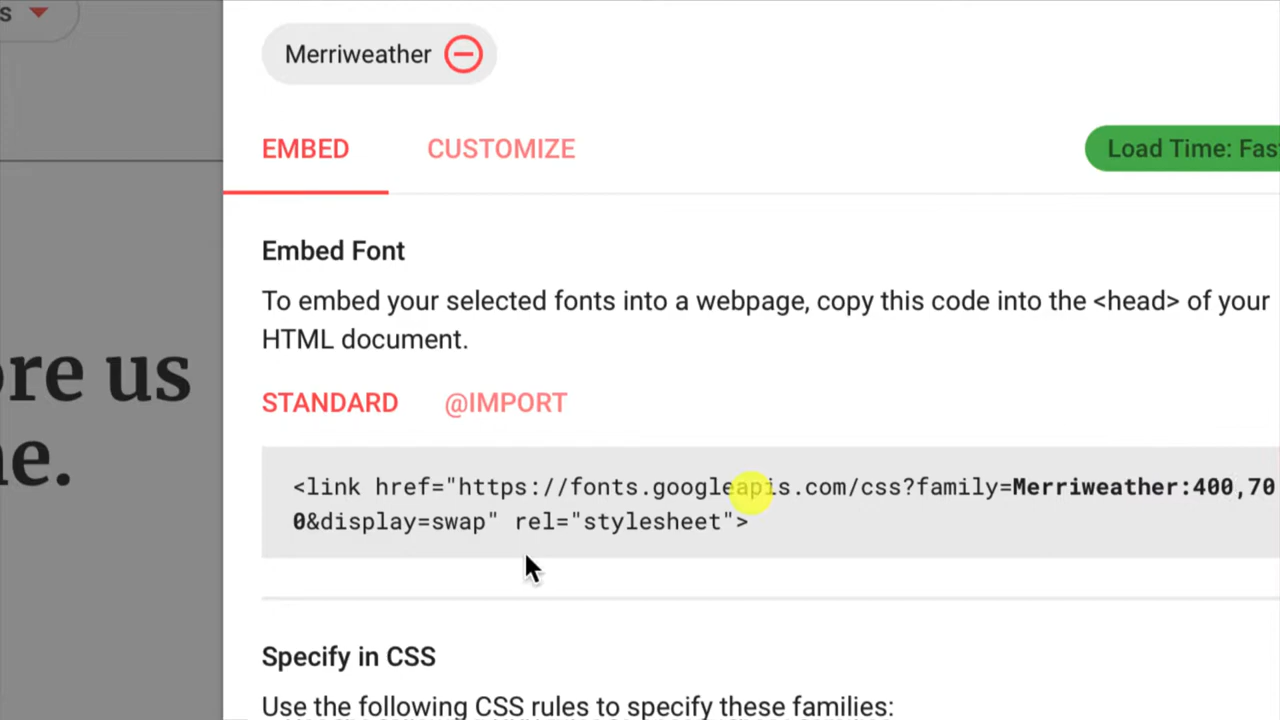 s
Merriweather
EMBED CUSTOMIZE Load Time: Fas
Embed Font
To embed your selected fonts into a webpage, copy this code into the <head> of your
HTML document.
ore us
STANDARD @IMPORT
e.
<link href="https://fonts.googleapis.com/css?family=Merriweather:400,70
0&display=swap" rel="stylesheet">
Specify in CSS
Use the following CSS rules to specify these families: